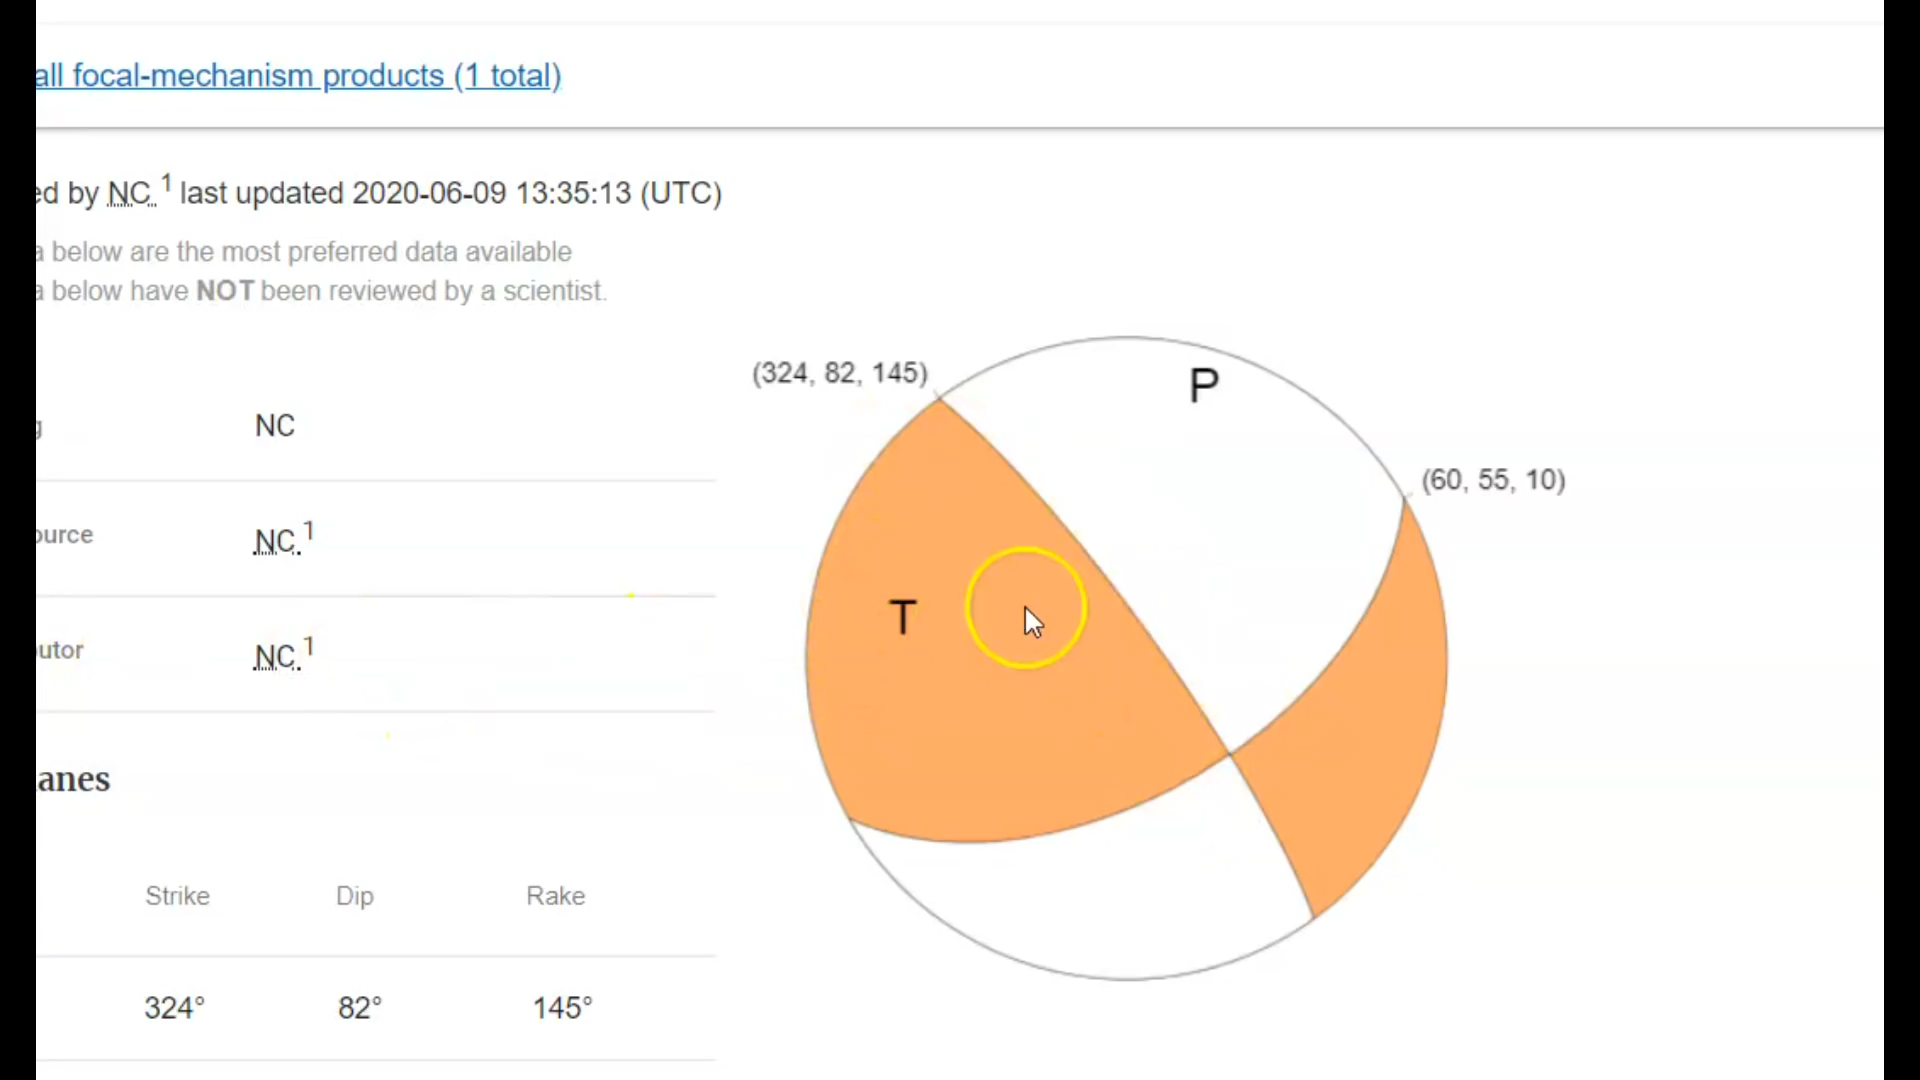 all focal-mechanism products (1 total)
ed by NC 1 last updated 2020-06-09 13:35:13 (UTC)
a below are the most preferred data available
a below have NOT been reviewed by a scientist.
(324, 82, 145)
P
g NC
(60, 55, 10)
ource NC 1
T
utor NC 1
anes
Strike Dip Rake
324° 82° 145°